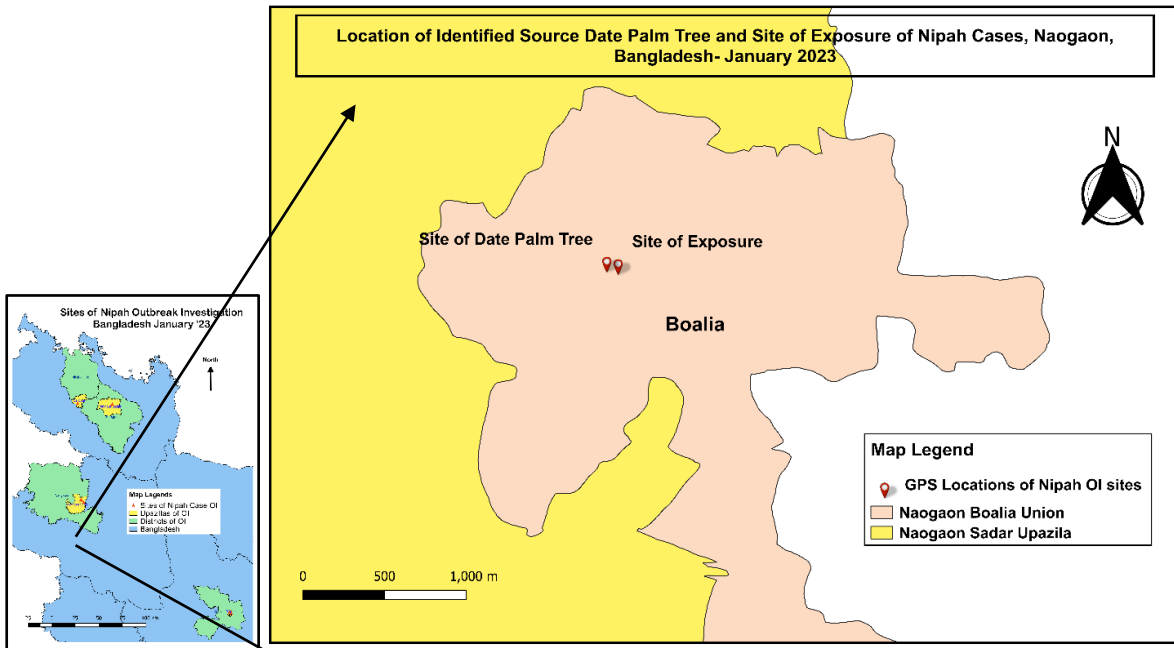 Location of Identified Source Date Palm Tree and Site of Exposure of Nipah Cases, Naogaon,
Bangladesh- January 2023
N
Site of Date Palm Tree
Site of Exposure
Boalia
Map Legend
GPS Locations of Nipah OI sites
Naogaon Boalia Union
Naogaon Sadar Upazila
0 500 1,000 m
Sites of Nipah Outbreak Investigation
Bangladesh January '23
North
Map Legends
Sites of Nipah Case OI
Upazilas of OI
Districts of OI
Bangladesh